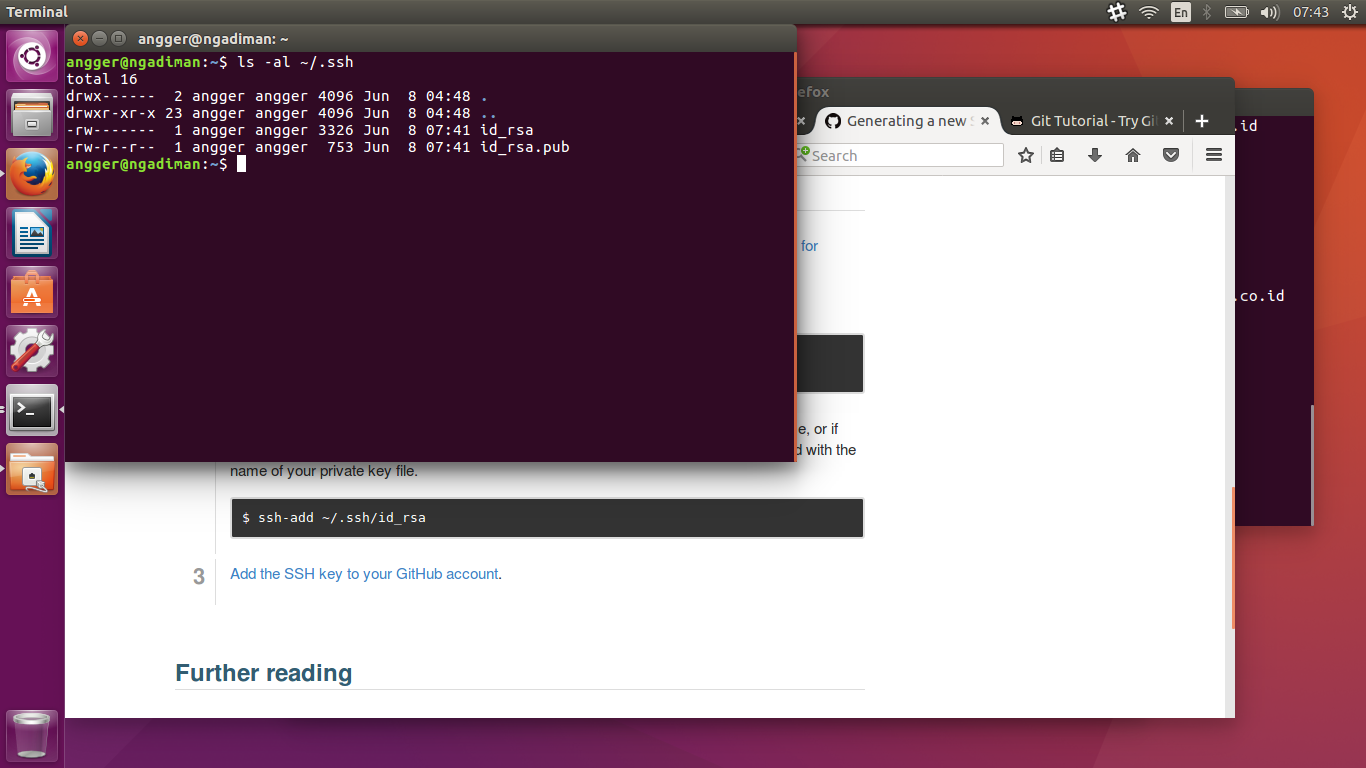 Terminal
En
07:43
angger@ngadiman: ~
angger@ngadiman:~$ ls -al ~/.ssh
total 16
drwx------  2 angger angger 4096 Jun  8 04:48 .
drwxr-xr-x 23 angger angger 4096 Jun  8 04:48 ..
-rw-------  1 angger angger 3326 Jun  8 07:41 id_rsa
-rw-r--r--  1 angger angger  753 Jun  8 07:41 id_rsa.pub
angger@ngadiman:~$
efox
Generating a new
Git Tutorial - Try Gi
.id
Search
for
.co.id
e, or if
d with the
name of your private key file.
$ ssh-add ~/.ssh/id_rsa
3
Add the SSH key to your GitHub account.
Further reading